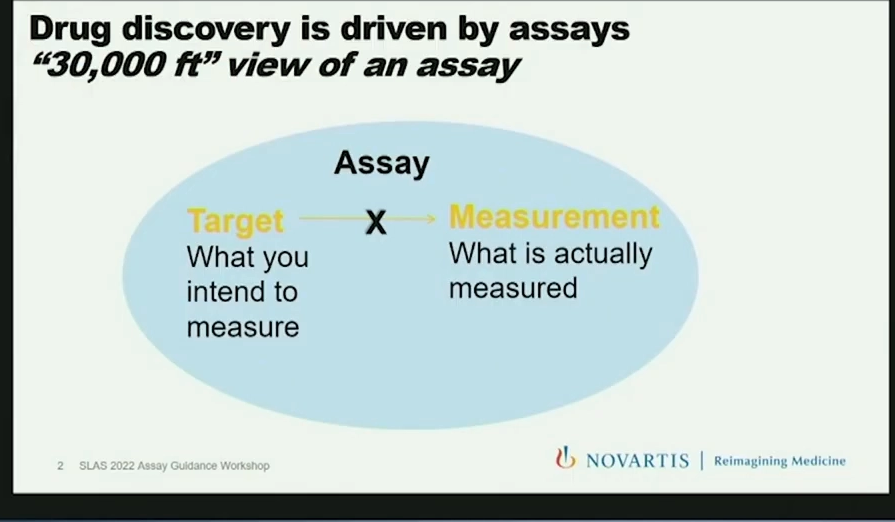 Drug discovery is driven by assays
“30,000 ft” view of an assay
Assay
Target
X
Measurement
What you
intend to
measure
What is actually
measured
2 SLAS 2022 Assay Guidance Workshop
NOVARTIS | Reimagining Medicine